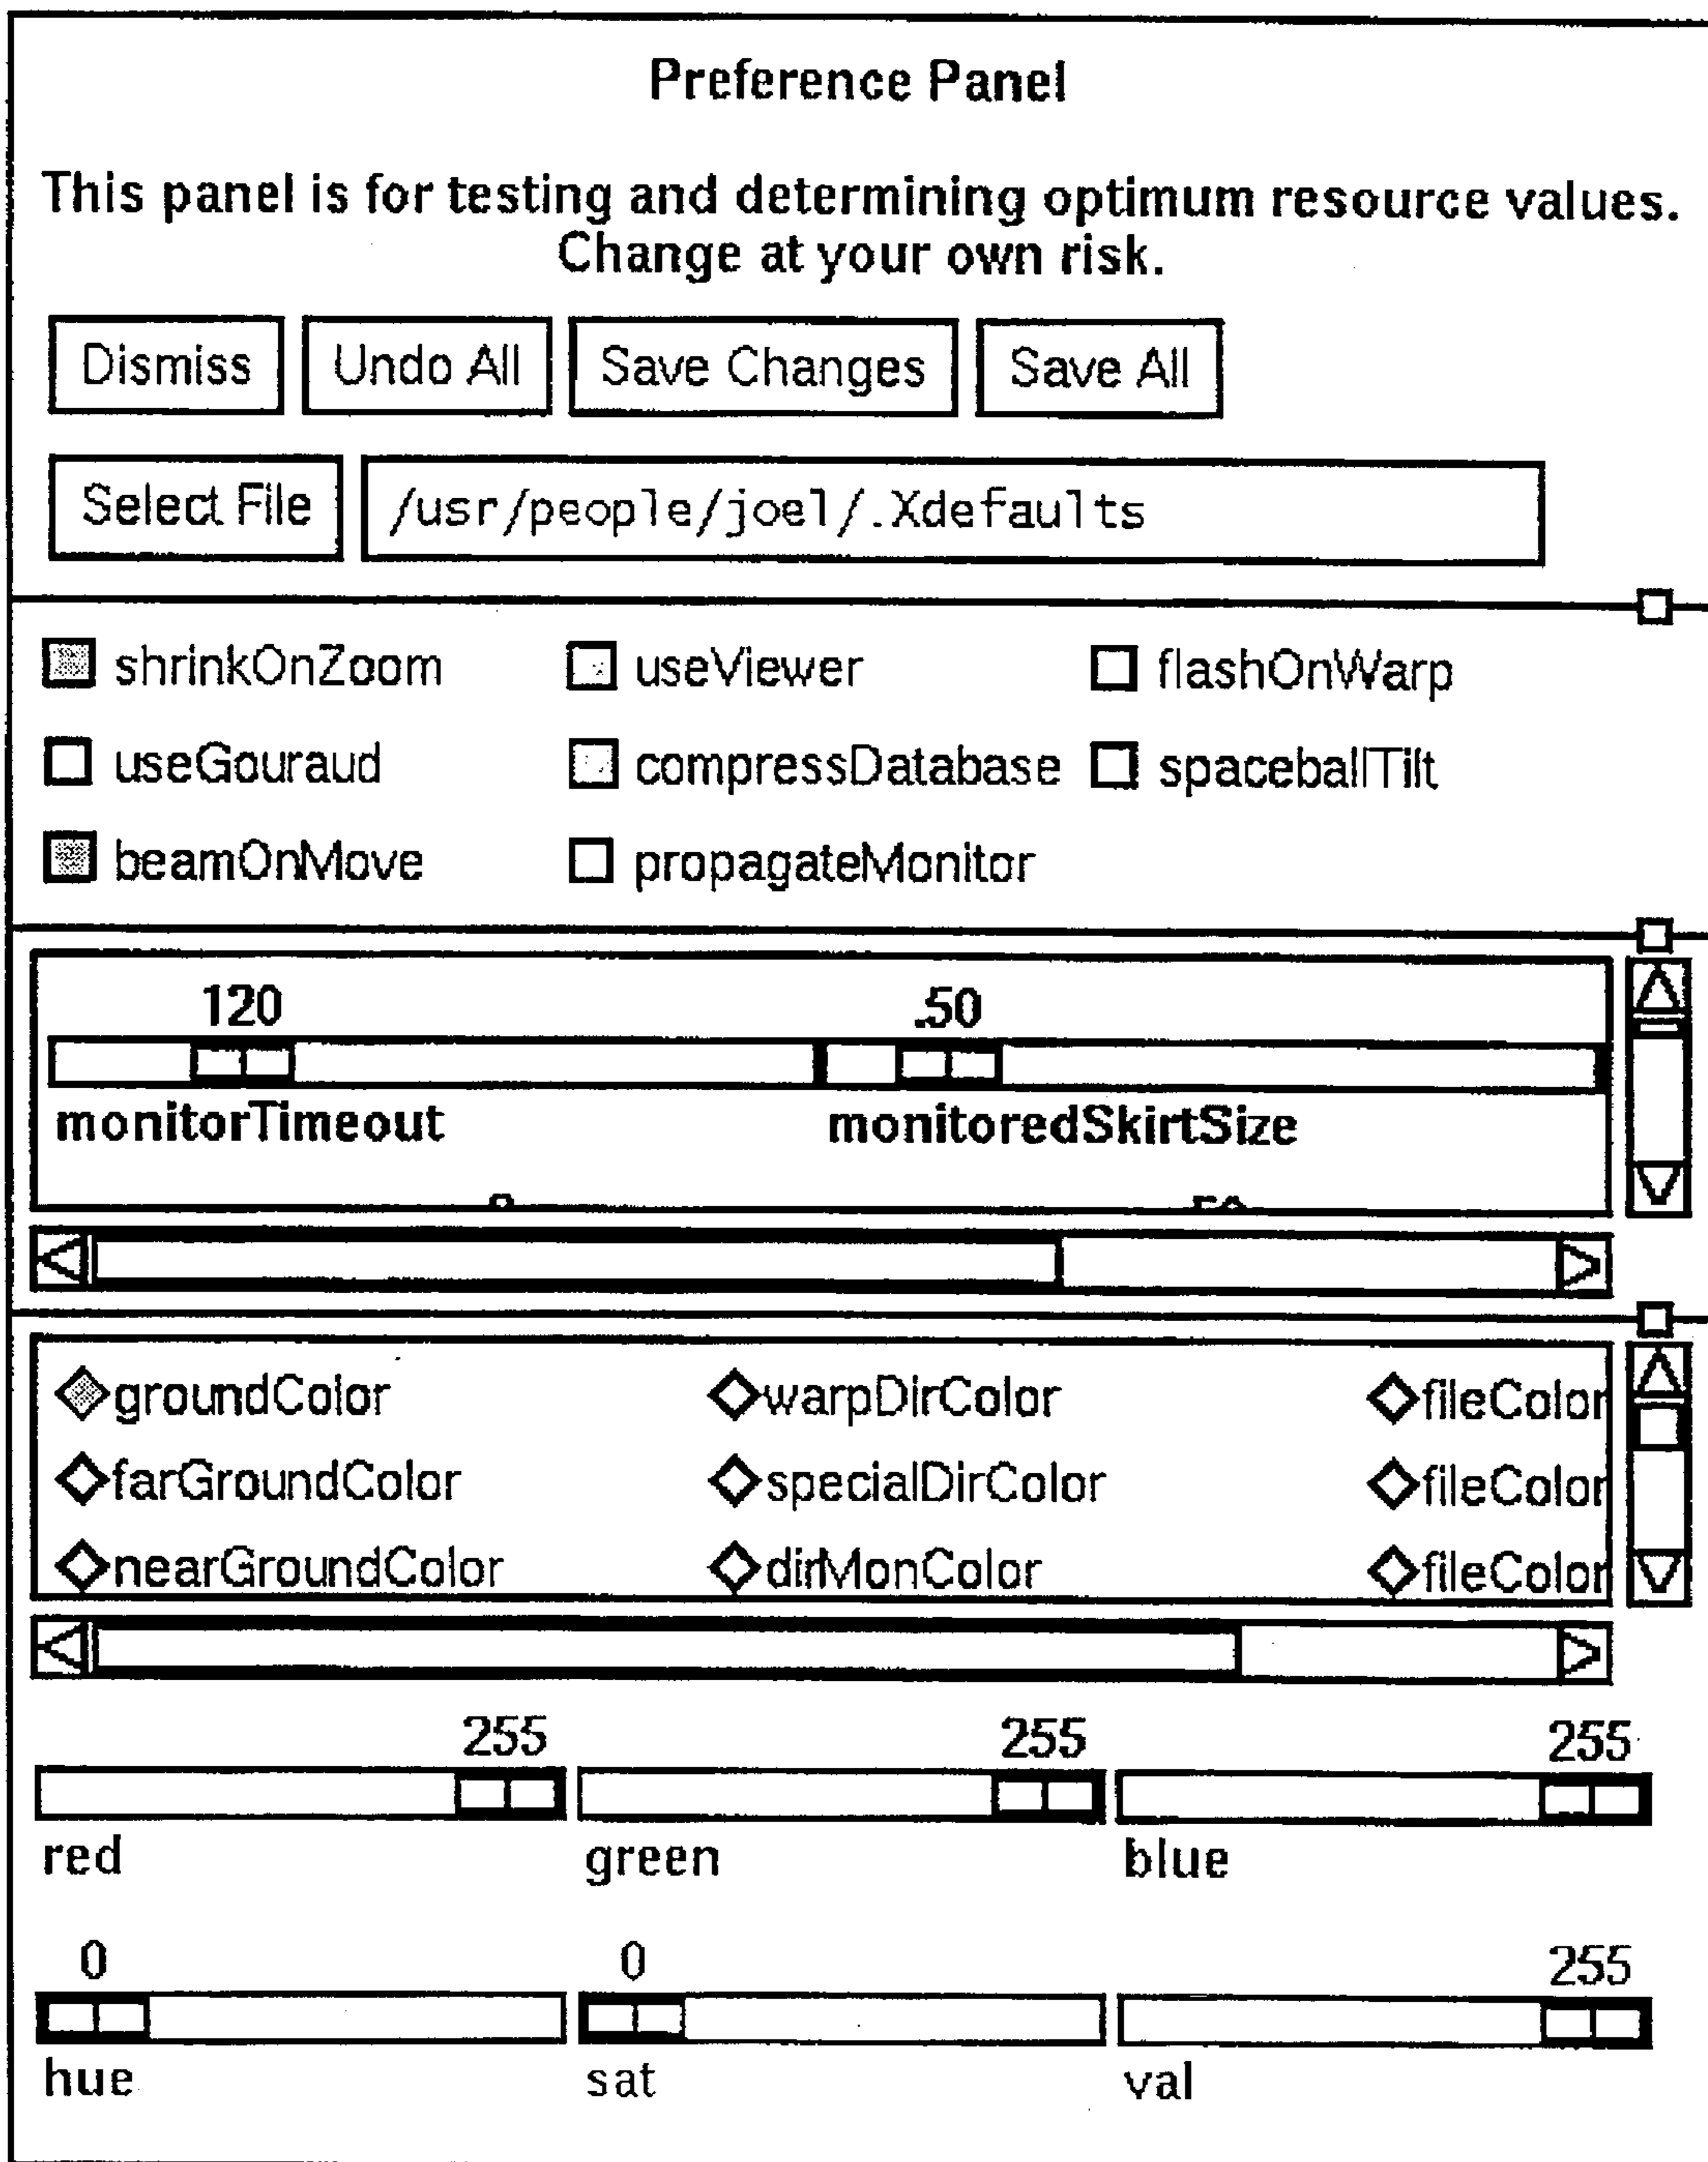 Preference Panel
This panel is for testing and determining optimum resource values.
Change at your own risk.
Dismiss Undo All Save Changes Save All
Select File /usr/people/joel/.Xdefaults
shrinkOnZoom useViewer flashOnWarp
useGouraud compressDatabase spaceballTilt
beamOnMove propagateMonitor
120 .50
monitorTimeout monitoredSkirtSize
groundColor warpDirColor fileColor
farGroundColor specialDirColor fileColor
nearGroundColor dirMonColor fileColor
255 255 255
red green blue
0 0 255
hue sat val